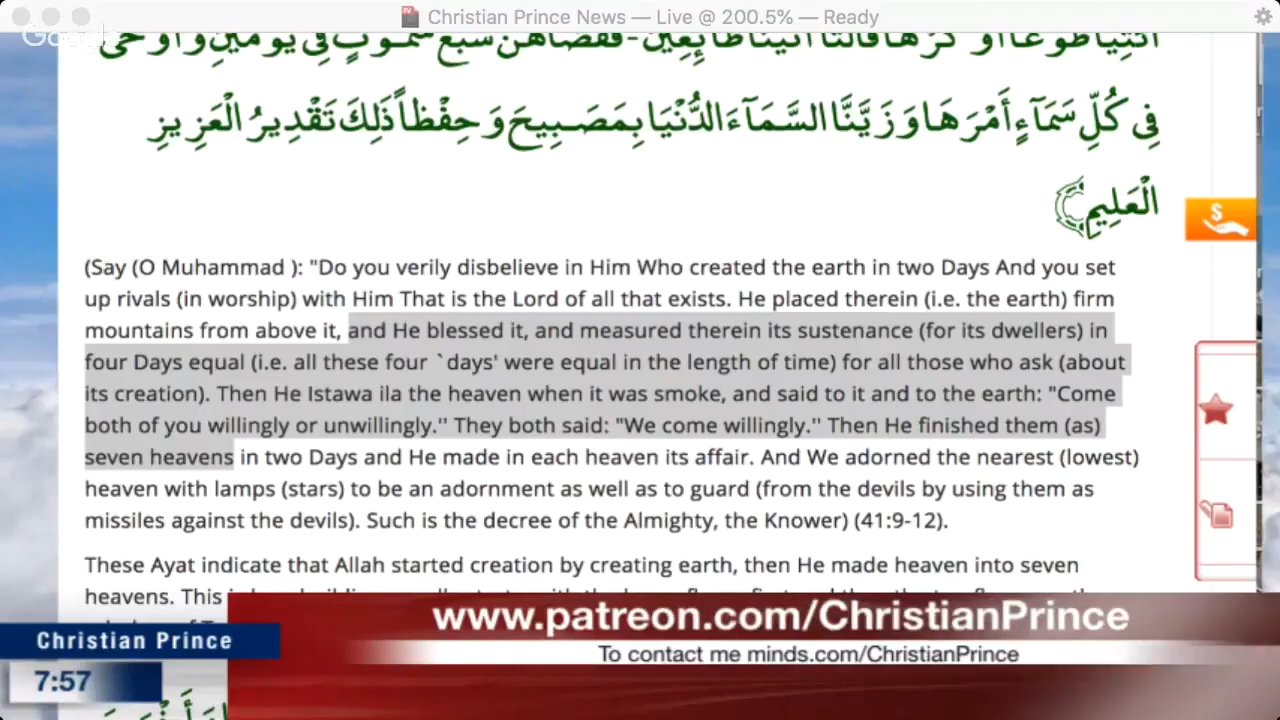 Christian Prince News — Live @ 200.5% — Ready
Google
فِى كُلِّ سَمَآءٍ أَمْرَهَا وَزَيَّنَّا السَّمَآءَ الدُّنْيَا بِمَصَـبِيحَ وَحِفْظاً ذَلِكَ تَقْدِيرُ الْعَزِيزِ
الْعَلِيمِ
(Say (O Muhammad ): "Do you verily disbelieve in Him Who created the earth in two Days And you set
up rivals (in worship) with Him That is the Lord of all that exists. He placed therein (i.e. the earth) firm
mountains from above it, and He blessed it, and measured therein its sustenance (for its dwellers) in
four Days equal (i.e. all these four `days' were equal in the length of time) for all those who ask (about
its creation). Then He Istawa ila the heaven when it was smoke, and said to it and to the earth: "Come
both of you willingly or unwillingly.'' They both said: "We come willingly.'' Then He finished them (as)
seven heavens in two Days and He made in each heaven its affair. And We adorned the nearest (lowest)
heaven with lamps (stars) to be an adornment as well as to guard (from the devils by using them as
missiles against the devils). Such is the decree of the Almighty, the Knower) (41:9-12).
These Ayat indicate that Allah started creation by creating earth, then He made heaven into seven
heavens. This
www.patreon.com/ChristianPrince
Christian Prince
To contact me minds.com/ChristianPrince
7:57